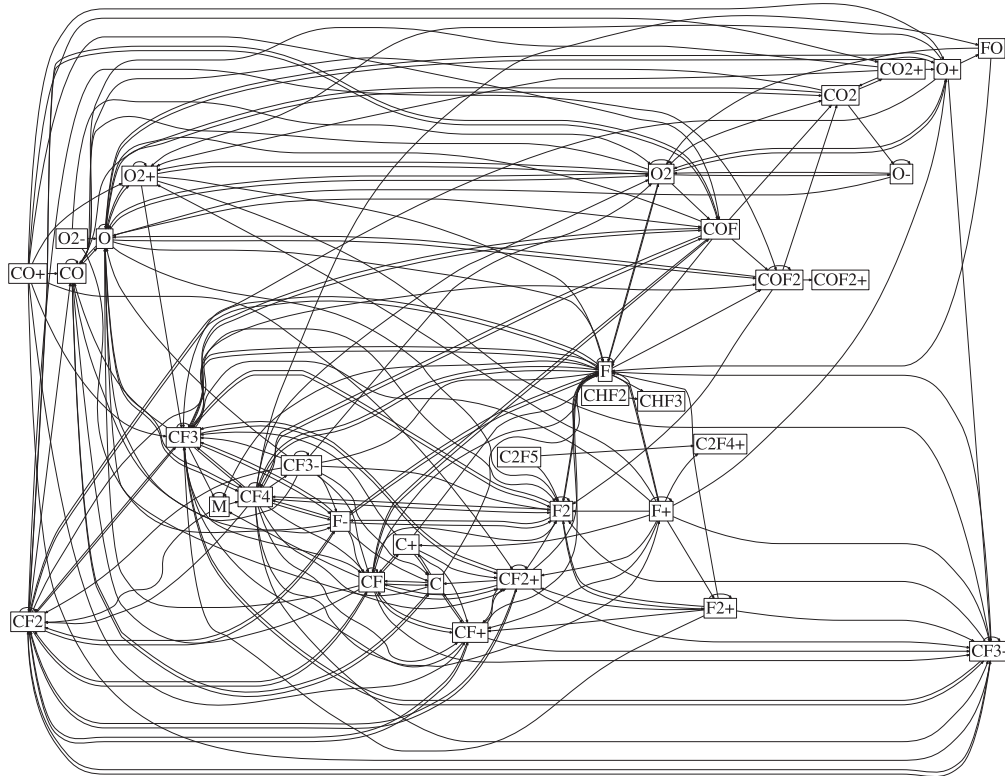 FO
CO2+
O+
CO2
O2+
O2
O-
COF
O2-
O
CO+
CO
COF2
COF2+
F
CHF2
CHF3
CF3
C2F4+
C2F5
CF3-
CF4
M
F2
F+
F-
C+
CF
C
CF2+
F2+
CF2
CF+